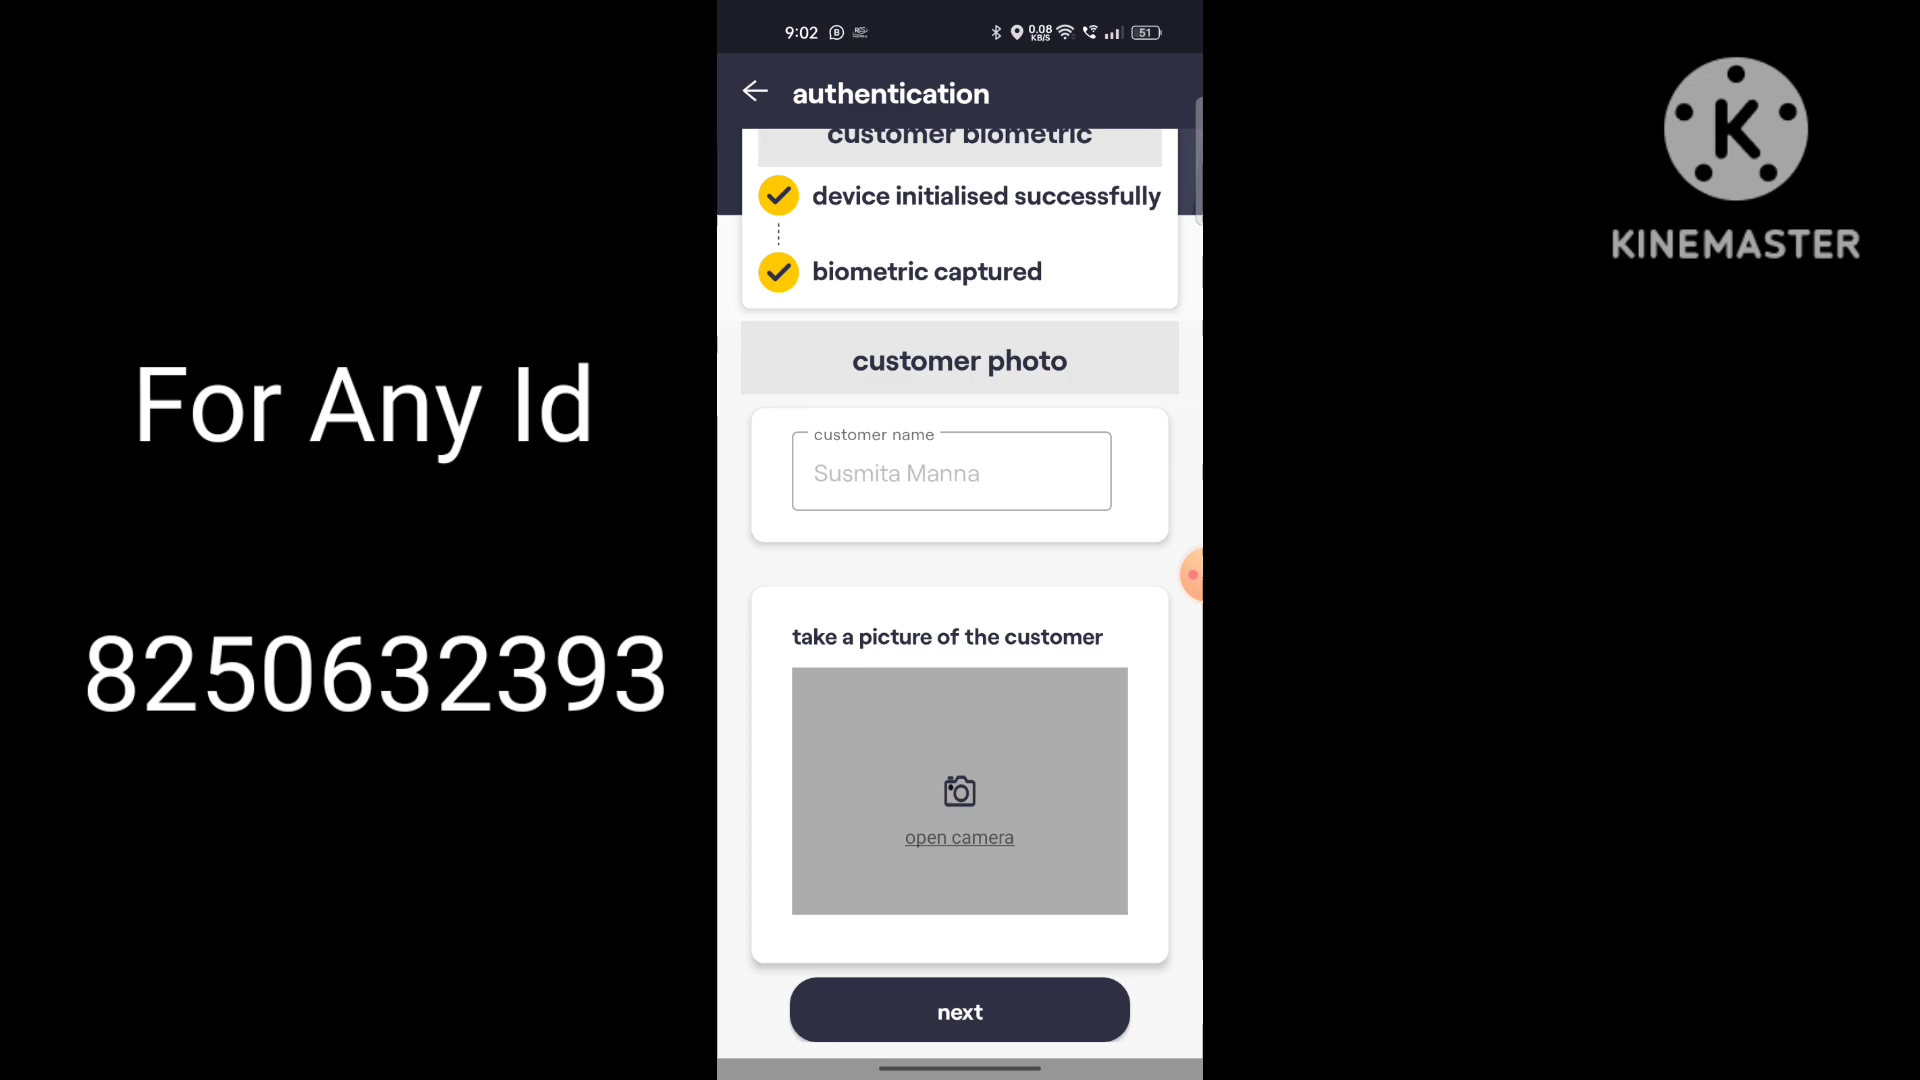 For Any Id
8250632393
9:02
0.08
KB/S
51
authentication
customer biometric
device initialised successfully
biometric captured
customer photo
customer name
Susmita Manna
take a picture of the customer
open camera
next
K
KINEMASTER